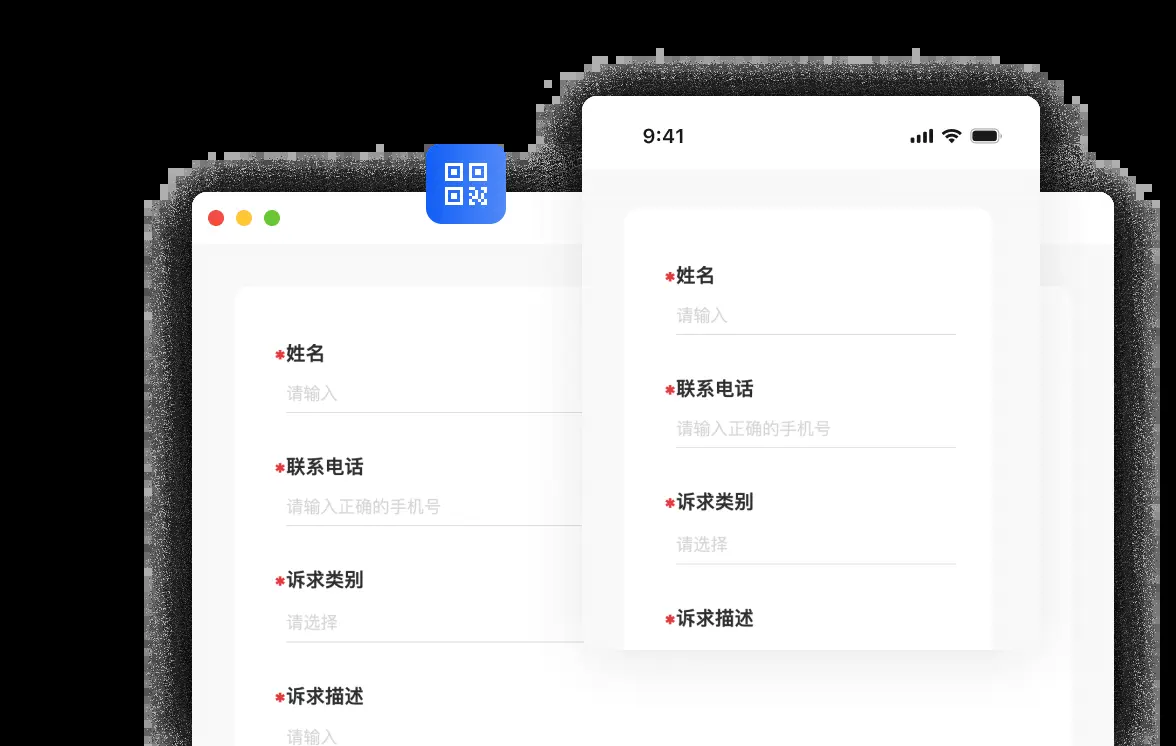 9:41
*姓名
请输入
*联系电话
请输入正确的手机号
*诉求类别
请选择
*诉求描述
*姓名
请输入
*联系电话
请输入正确的手机号
*诉求类别
请选择
*诉求描述
请输入